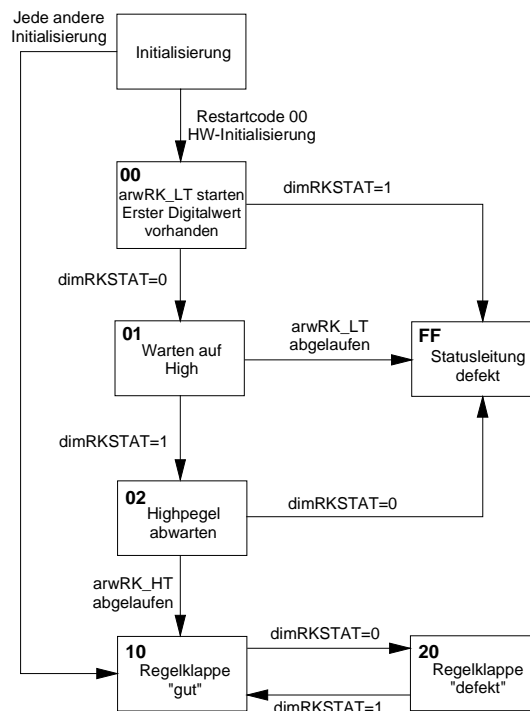 Jede andere
Initialisierung
Initialisierung
Restartcode 00
HW-Initialisierung
00
arwRK_LT starten
Erster Digitalwert
vorhanden
dimRKSTAT=1
dimRKSTAT=0
01
Warten auf
High
arwRK_LT
abgelaufen
FF
Statusleitung
defekt
dimRKSTAT=1
02
Highpegel
abwarten
dimRKSTAT=0
arwRK_HT
abgelaufen
10
Regelklappe
"gut"
dimRKSTAT=0
20
Regelklappe
"defekt"
dimRKSTAT=1